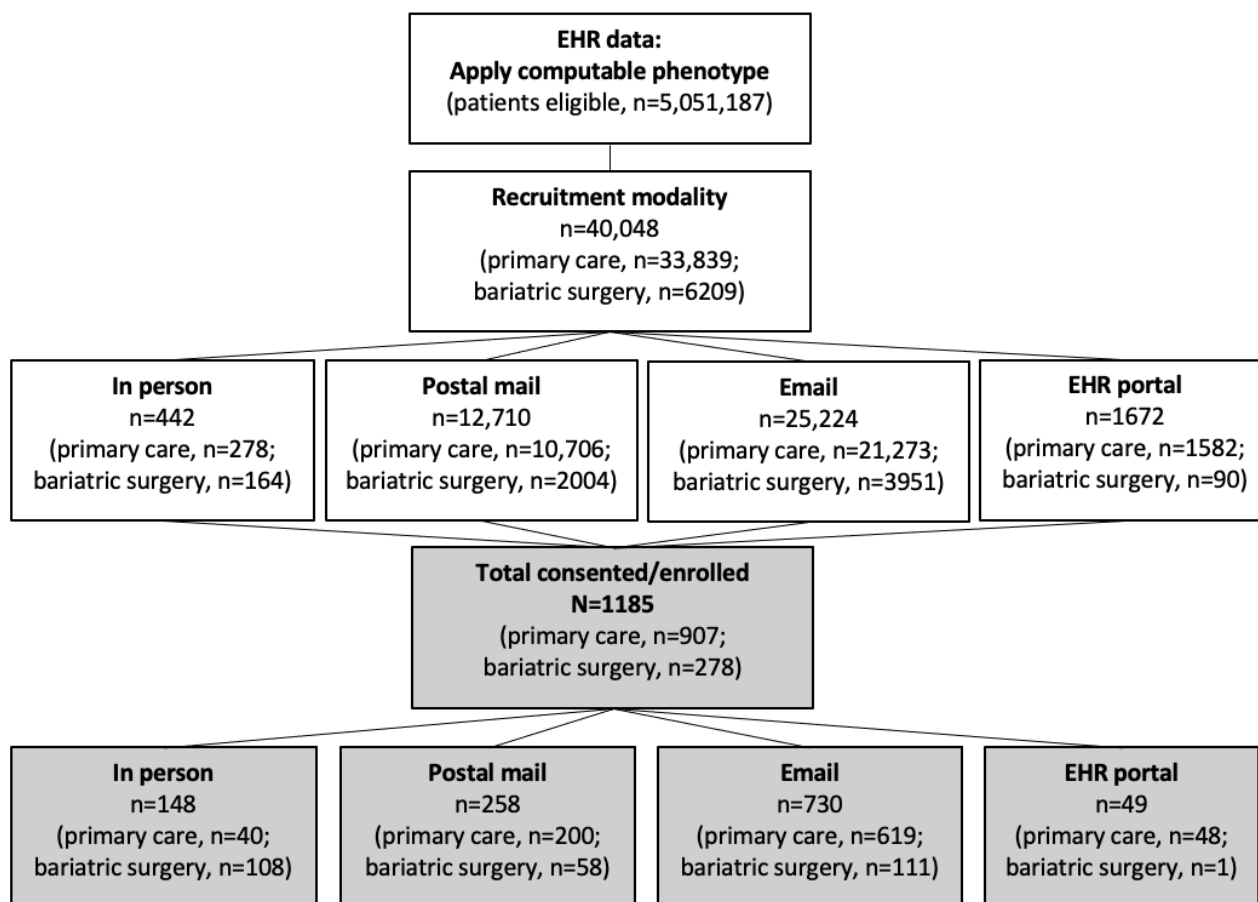 EHR data:
Apply computable phenotype
(patients eligible, n=5,051,187)
Recruitment modality
n=40,048
(primary care, n=33,839;
bariatric surgery, n=6209)
In person
n=442
(primary care, n=278;
bariatric surgery, n=164)
Postal mail
n=12,710
(primary care, n=10,706;
bariatric surgery, n=2004)
Email
n=25,224
(primary care, n=21,273;
bariatric surgery, n=3951)
EHR portal
n=1672
(primary care, n=1582;
bariatric surgery, n=90)
Total consented/enrolled
N=1185
(primary care, n=907;
bariatric surgery, n=278)
In person
n=148
(primary care, n=40;
bariatric surgery, n=108)
Postal mail
n=258
(primary care, n=200;
bariatric surgery, n=58)
Email
n=730
(primary care, n=619;
bariatric surgery, n=111)
EHR portal
n=49
(primary care, n=48;
bariatric surgery, n=1)